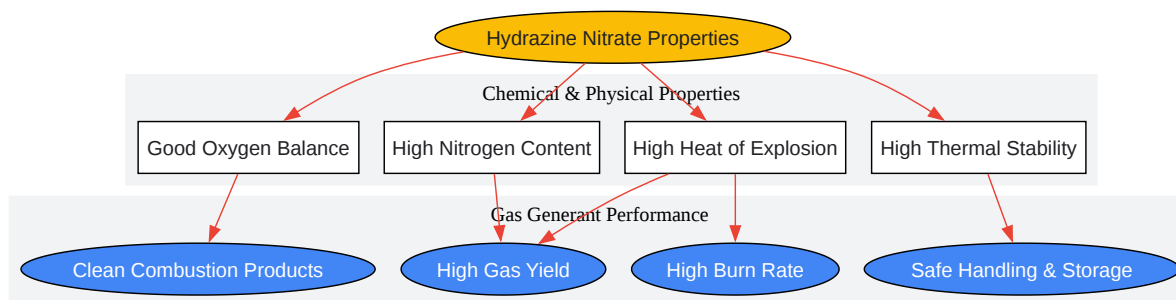 Hydrazine Nitrate Properties
Chemical & Physical Properties
Good Oxygen Balance
High Nitrogen Content
High Heat of Explosion
High Thermal Stability
Gas Generant Performance
Clean Combustion Products
High Gas Yield
High Burn Rate
Safe Handling & Storage